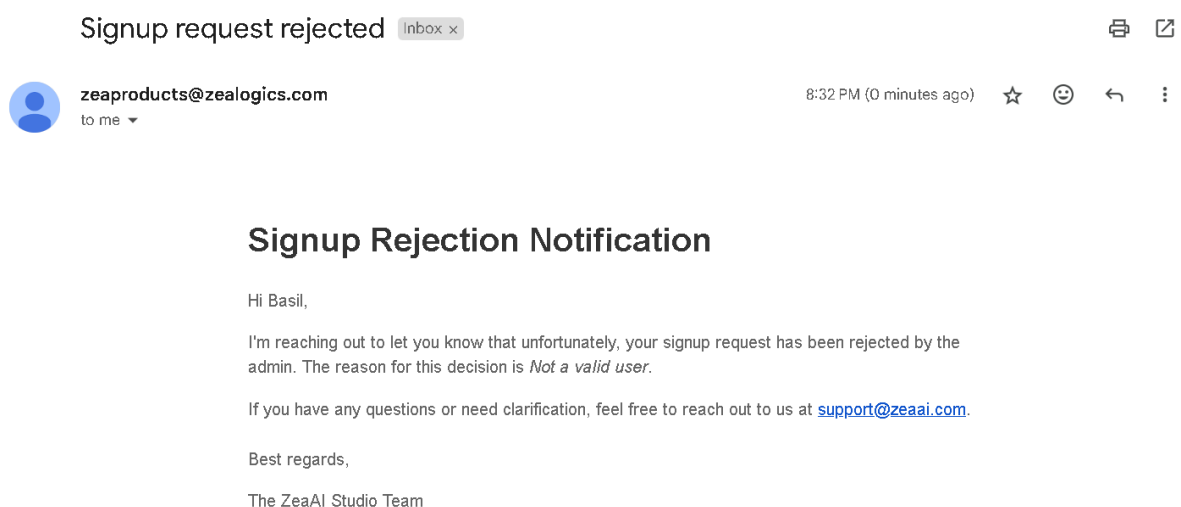 Signup request rejected Inbox ×
zeaproducts@zealogics.com 8:32 PM (0 minutes ago)
to me
Signup Rejection Notification
Hi Basil,
I'm reaching out to let you know that unfortunately, your signup request has been rejected by the
admin. The reason for this decision is Not a valid user.
If you have any questions or need clarification, feel free to reach out to us at support@zeaai.com.
Best regards,
The ZeaAI Studio Team